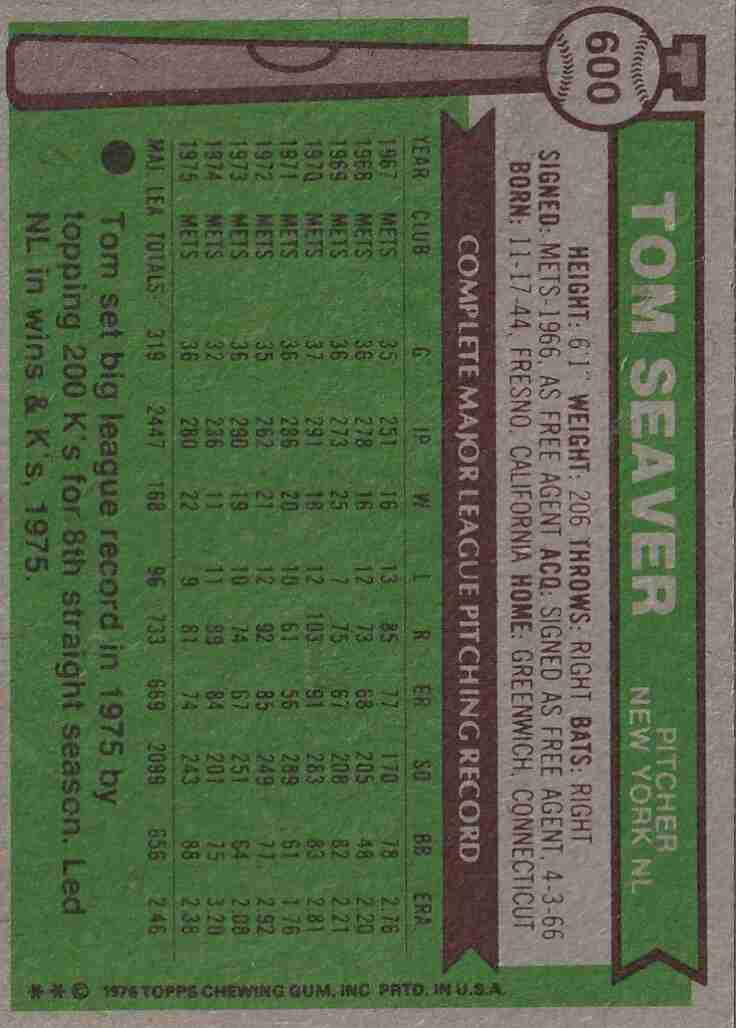 600
TOM SEAVER
PITCHER
NEW YORK NL
HEIGHT: 6'1" WEIGHT: 206 THROWS: RIGHT BATS: RIGHT
SIGNED: METS-1966, AS FREE AGENT ACQ: SIGNED AS FREE AGENT, 4-3-66
BORN: 11-17-44, FRESNO, CALIFORNIA HOME: GREENWICH, CONNECTICUT
COMPLETE MAJOR LEAGUE PITCHING RECORD
YEAR CLUB G IP W L R ER SO BB ERA
1967 METS 35 251 16 13 85 77 170 78 2.76
1968 METS 36 278 16 12 73 68 205 48 2.20
1969 METS 36 273 25 7 75 67 208 82 2.21
1970 METS 37 291 18 12 103 91 283 83 2.81
1971 METS 36 286 20 10 61 56 289 61 1.76
1972 METS 35 262 21 12 92 85 249 77 2.92
1973 METS 36 290 19 10 74 67 251 64 2.08
1974 METS 32 236 11 11 89 84 201 75 3.20
1975 METS 36 280 22 9 81 74 243 88 2.38
MAJ LEA TOTALS 319 2447 168 96 733 669 2099 656 2.46
Tom set big league record in 1975 by
topping 200 K's for 8th straight season. Led
NL in wins & K's, 1975.
**© 1976 TOPPS CHEWING GUM, INC PRTD. IN U.S.A.